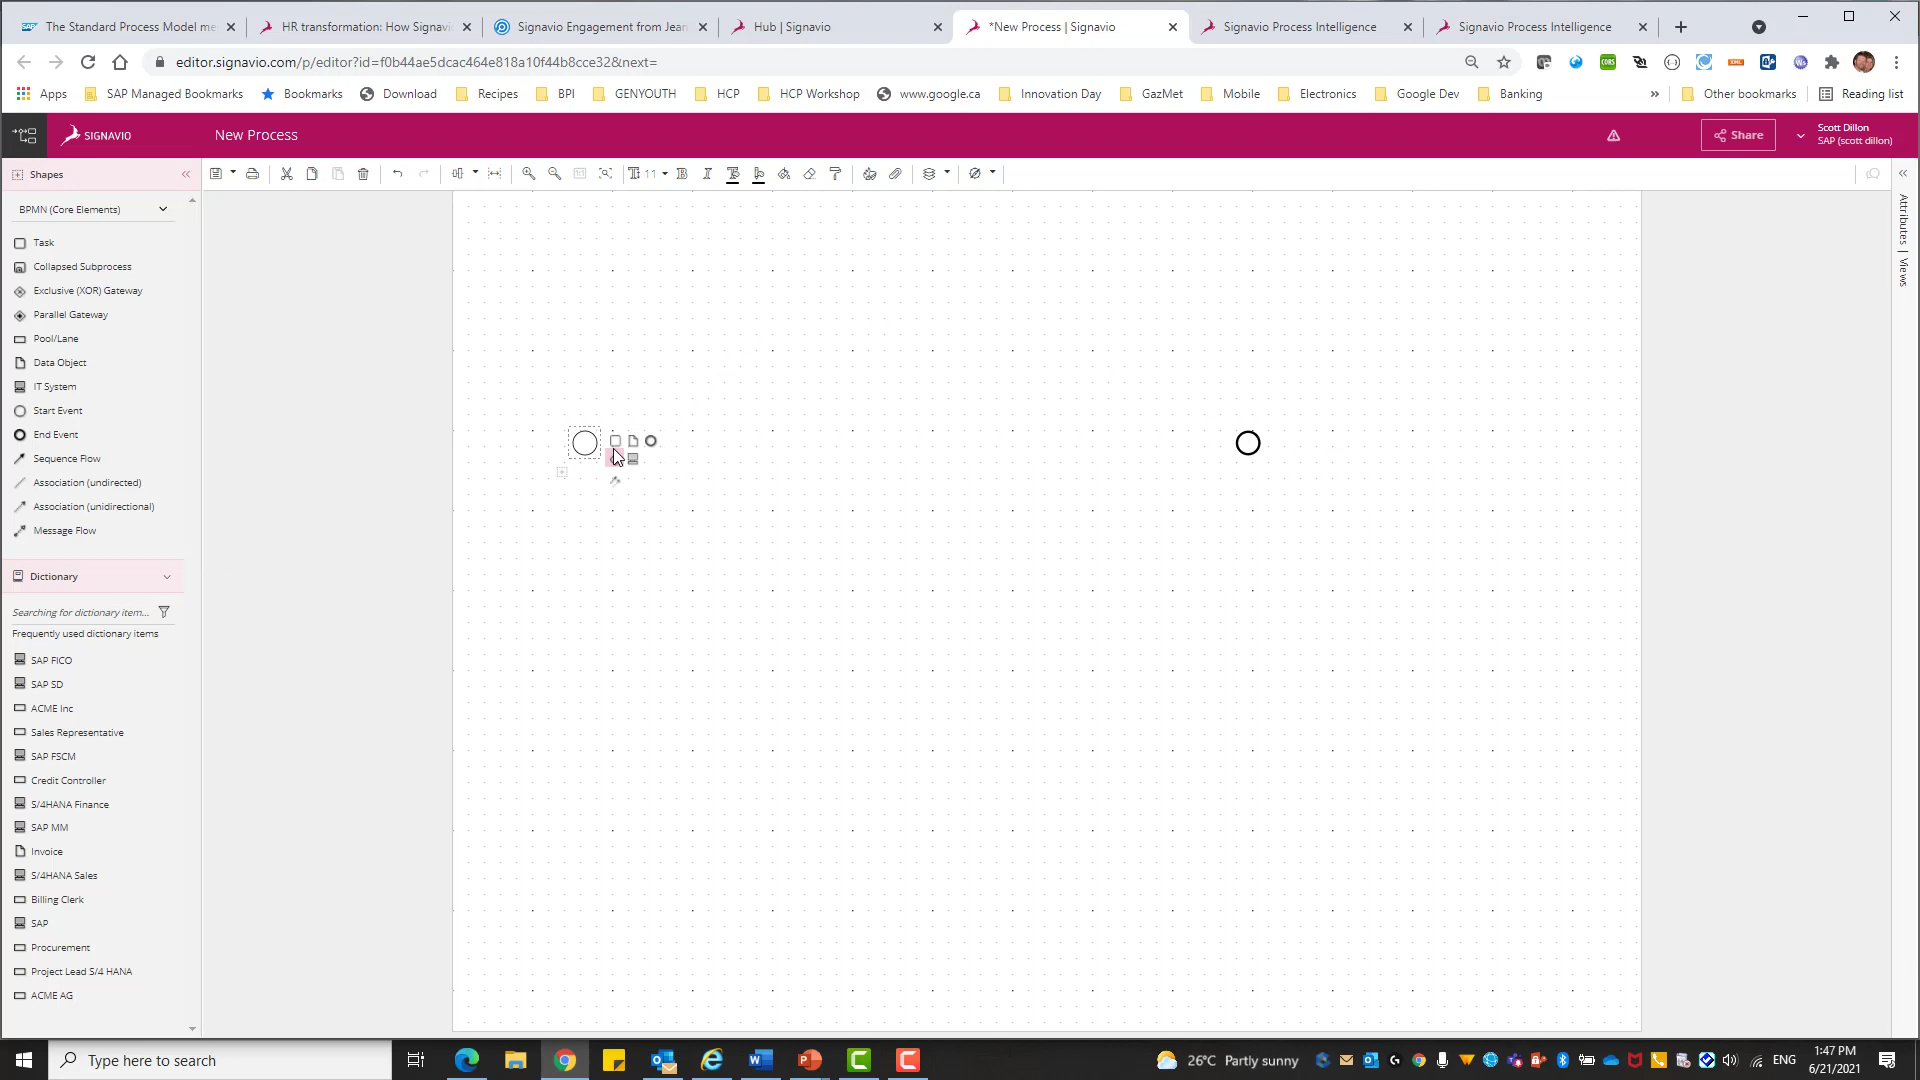 The Standard Process Model me
HR transformation: How Signavio
Signavio Engagement from Jean
Hub | Signavio
*New Process | Signavio
Signavio Process Intelligence
Signavio Process Intelligence
editor.signavio.com/p/editor?id=f0b44ae5dcac464e818a10f44b8cce32&next=
Apps
SAP Managed Bookmarks
Bookmarks
Download
Recipes
BPI
GENYOUTH
HCP
HCP Workshop
www.google.ca
Innovation Day
GazMet
Mobile
Electronics
Google Dev
Banking
»
Other bookmarks
Reading list
SIGNAVIO
New Process
Share
Scott Dillon
SAP (scott dillon)
Shapes
11
B
I
Attributes | Views
BPMN (Core Elements)
Task
Collapsed Subprocess
Exclusive (XOR) Gateway
Parallel Gateway
Pool/Lane
Data Object
IT System
Start Event
End Event
Sequence Flow
Association (undirected)
Association (unidirectional)
Message Flow
Dictionary
Searching for dictionary item...
Frequently used dictionary items
SAP FICO
SAP SD
ACME Inc
Sales Representative
SAP FSCM
Credit Controller
S/4HANA Finance
SAP MM
Invoice
S/4HANA Sales
Billing Clerk
SAP
Procurement
Project Lead S/4 HANA
ACME AG
Type here to search
26°C Partly sunny
ENG
1:47 PM
6/21/2021